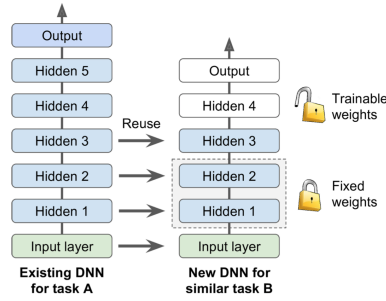 Output
Hidden 5
Hidden 4
Hidden 3
Hidden 2
Hidden 1
Input layer
Existing DNN
for task A
Reuse
Output
Hidden 4
Hidden 3
Hidden 2
Hidden 1
Input layer
New DNN for
similar task B
Trainable
weights
Fixed
weights